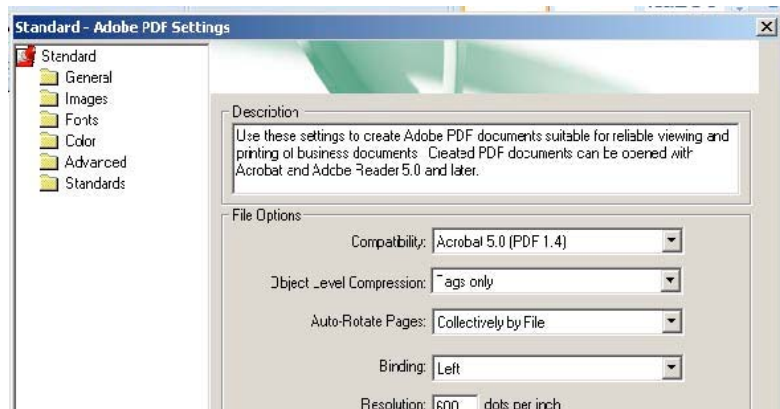 Standard - Adobe PDF Settings
Standard
General
Images
Fonts
Color
Advanced
Standards
Description
Use these settings to create Adobe PDF documents suitable for reliable viewing and
printing of business documents. Created PDF documents can be opened with
Acrobat and Adobe Reader 5.0 and later.
File Options
Compatibility: Acrobat 5.0 (PDF 1.4)
Object Level Compression: Tags only
Auto-Rotate Pages: Collectively by File
Binding: Left
Resolution: 600 dots per inch